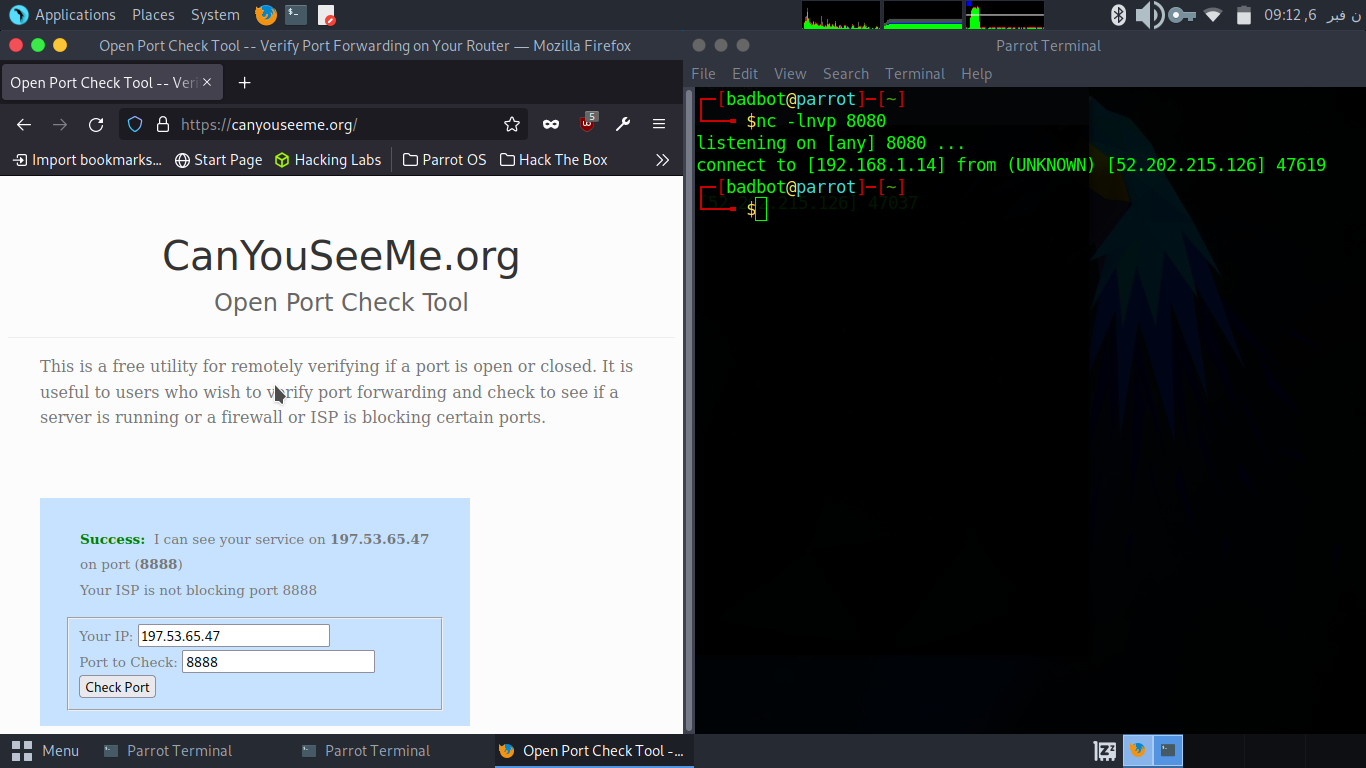 Applications Places System
09:12 ,6 ن فبر
Open Port Check Tool -- Verify Port Forwarding on Your Router — Mozilla Firefox
Open Port Check Tool -- Veri
https://canyouseeme.org/
5
Import bookmarks... Start Page Hacking Labs Parrot OS Hack The Box
CanYouSeeMe.org
Open Port Check Tool
This is a free utility for remotely verifying if a port is open or closed. It is
useful to users who wish to verify port forwarding and check to see if a
server is running or a firewall or ISP is blocking certain ports.
Success: I can see your service on 197.53.65.47
on port (8888)
Your ISP is not blocking port 8888
Your IP: 197.53.65.47
Port to Check: 8888
Check Port
Parrot Terminal
File Edit View Search Terminal Help
┌─[badbot@parrot]─[~]
└──╼ $nc -lnvp 8080
listening on [any] 8080 ...
connect to [192.168.1.14] from (UNKNOWN) [52.202.215.126] 47619
┌─[badbot@parrot]─[~]
└──╼ $
Menu Parrot Terminal Parrot Terminal Open Port Check Tool -...